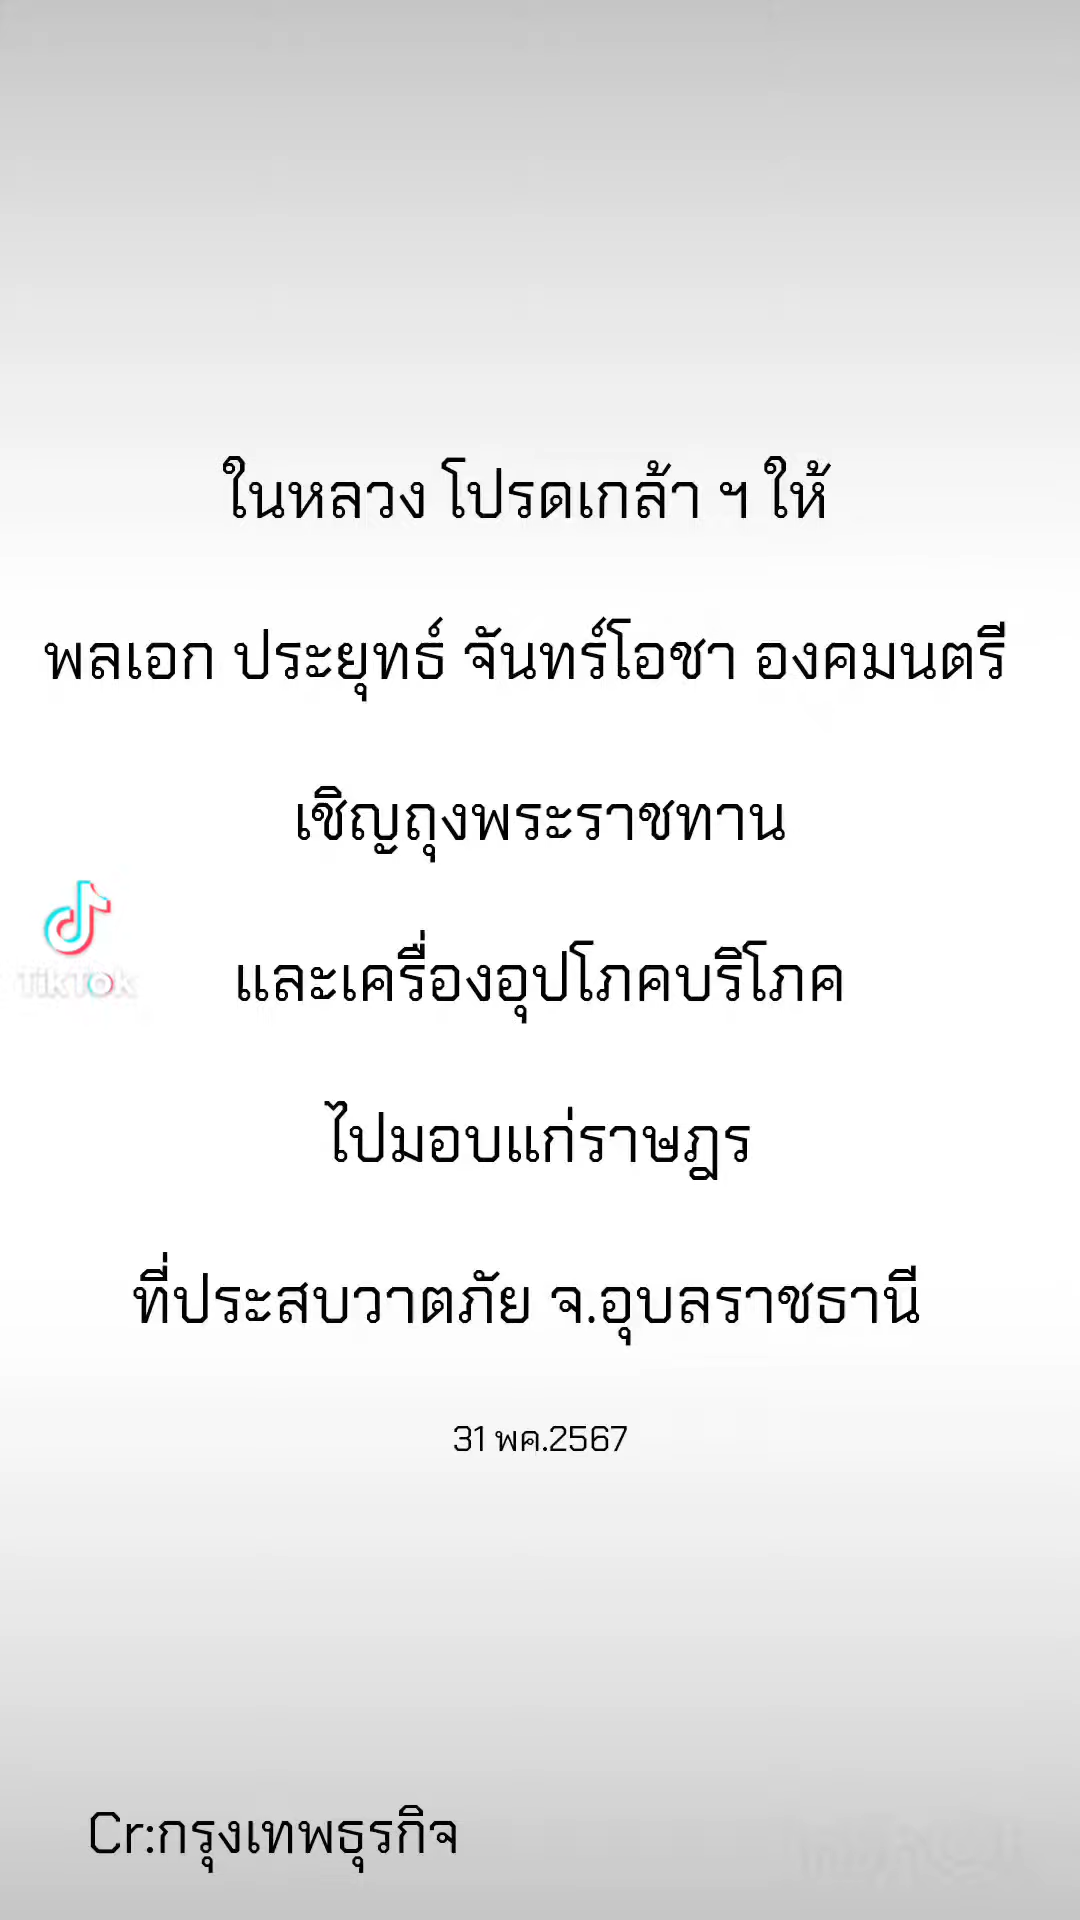 ในหลวง โปรดเกล้า ฯ ให้
พลเอก ประยุทธ์ จันทร์โอชา องคมนตรี
เชิญถุงพระราชทาน
และเครื่องอุปโภคบริโภค
ไปมอบแก่ราษฎร
ที่ประสบวาตภัย จ.อุบลราชธานี
31 พค.2567
TikTok
Cr:กรุงเทพธุรกิจ